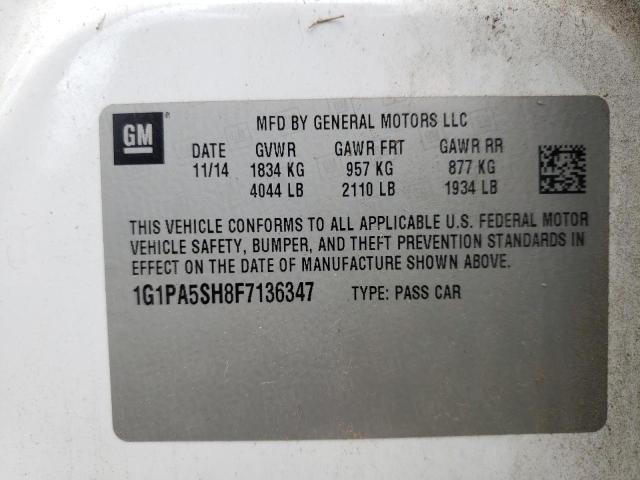 GM
MFD BY GENERAL MOTORS LLC
DATE GVWR GAWR FRT GAWR RR
11/14 1834 KG 957 KG 877 KG
4044 LB 2110 LB 1934 LB
THIS VEHICLE CONFORMS TO ALL APPLICABLE U.S. FEDERAL MOTOR
VEHICLE SAFETY, BUMPER, AND THEFT PREVENTION STANDARDS IN
EFFECT ON THE DATE OF MANUFACTURE SHOWN ABOVE.
1G1PA5SH8F7136347 TYPE: PASS CAR